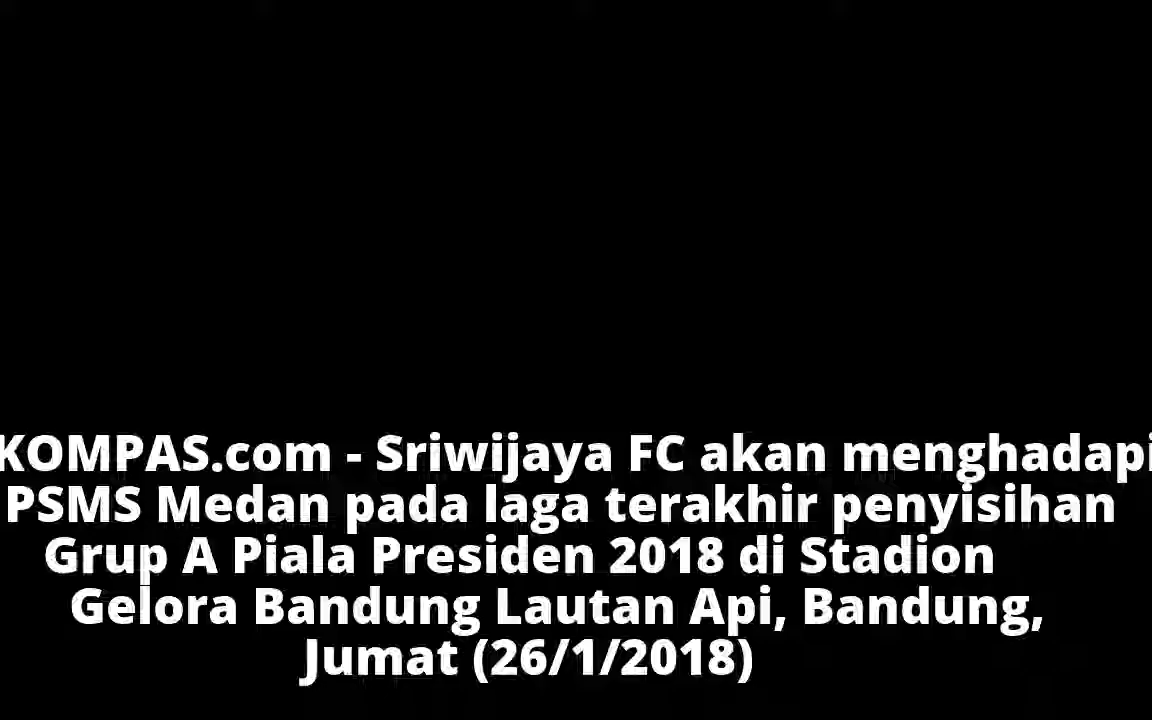 KOMPAS.com - Sriwijaya FC akan menghadapi
PSMS Medan pada laga terakhir penyisihan
Grup A Piala Presiden 2018 di Stadion
Gelora Bandung Lautan Api, Bandung,
Jumat (26/1/2018)